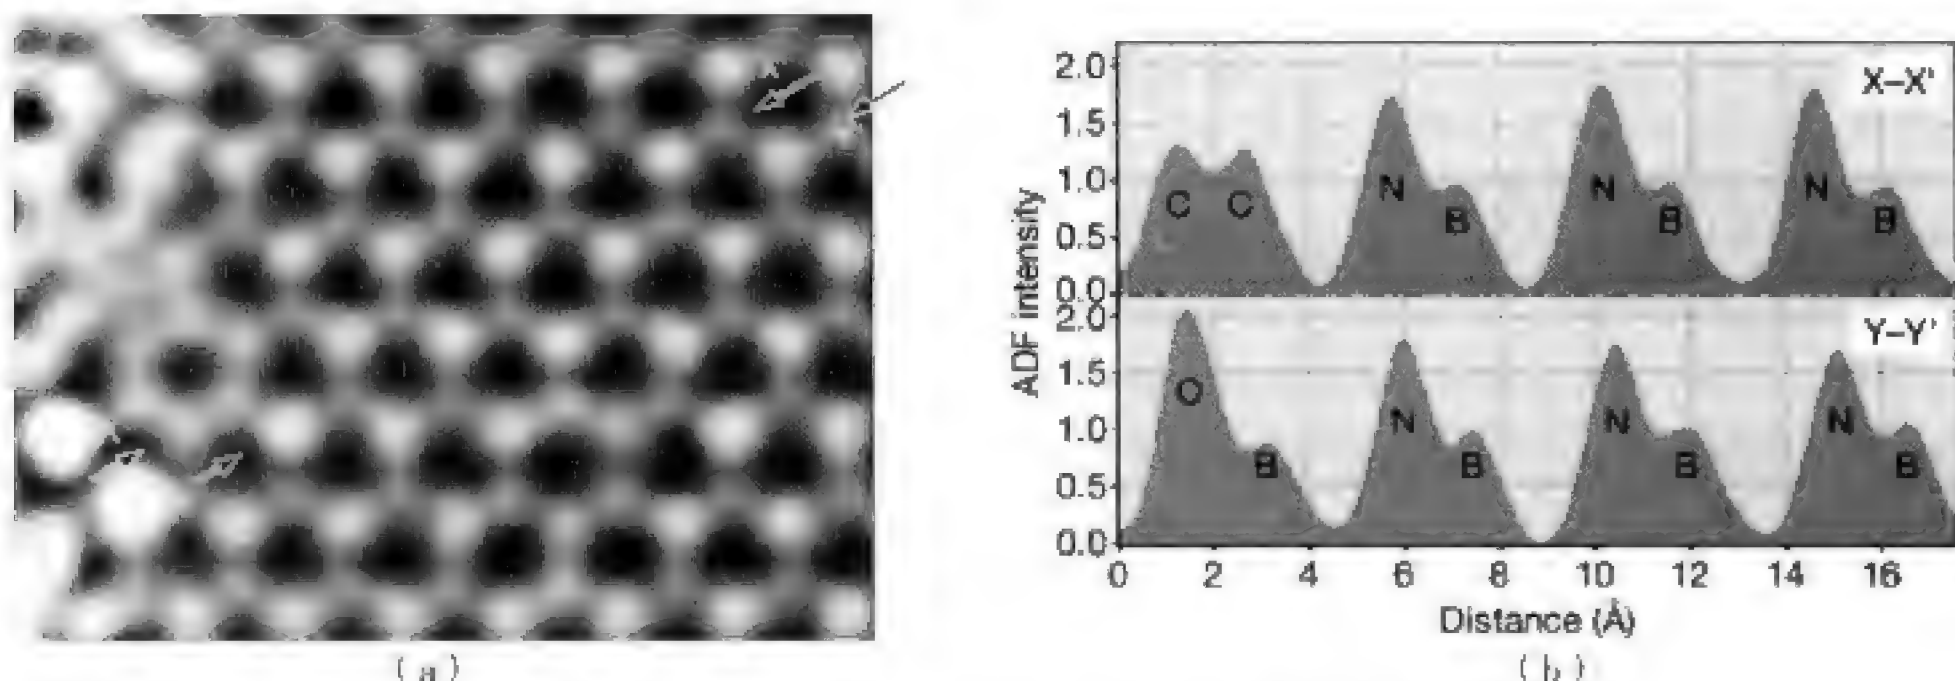 X–X'
2.0
1.5
1.0
0.5
0.0
C C N B N B N B
ADF intensity
Y–Y'
2.0
1.5
1.0
0.5
0.0
O B N B N B N B
0 2 4 6 8 10 12 14 16
Distance (Å)
(a)
(b)